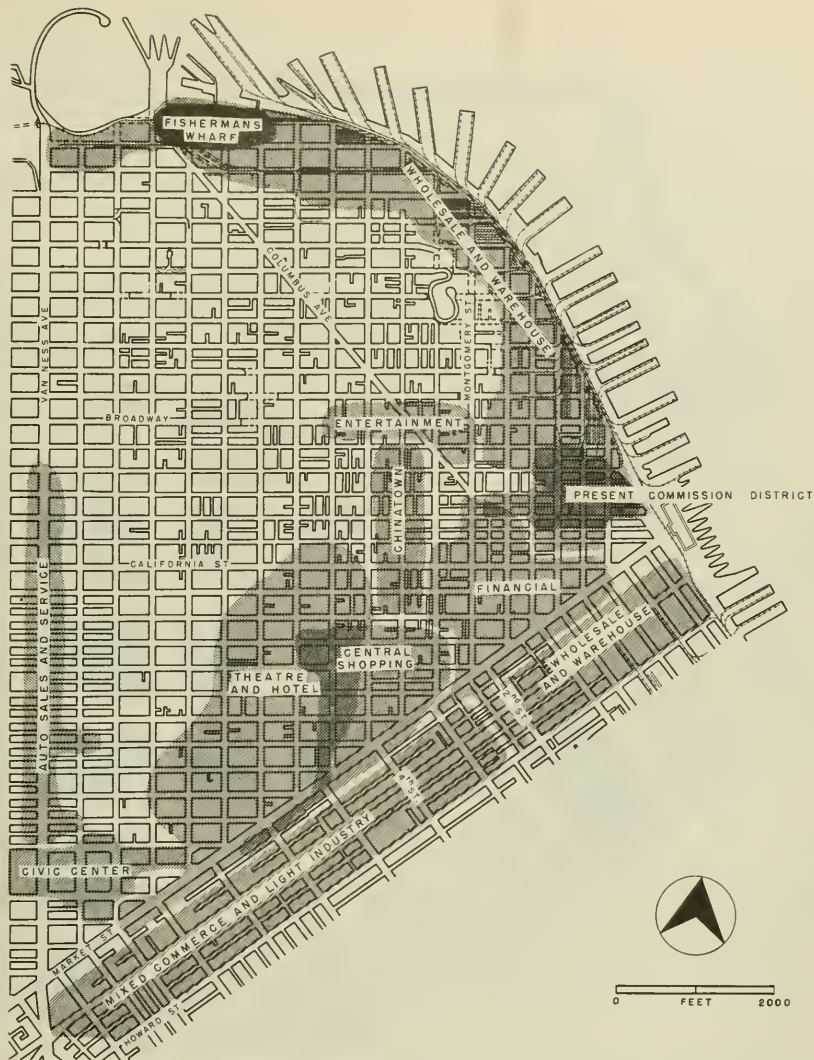 FISHERMANS
WHARF
WHOLESALE AND WAREHOUSE
COLUMBUS AVE
MONTGOMERY ST
VAN NESS AVE
BROADWAY
ENTERTAINMENT
CHINATOWN
PRESENT COMMISSION DISTRICT
CALIFORNIA ST
FINANCIAL
AUTO SALES AND SERVICE
CENTRAL
SHOPPING
THEATRE
AND HOTEL
WHOLESALE
AND WAREHOUSE
2nd ST
4th ST
CIVIC CENTER
MIXED COMMERCE AND LIGHT INDUSTRY
MARKET ST
HOWARD ST
0 FEET 2000